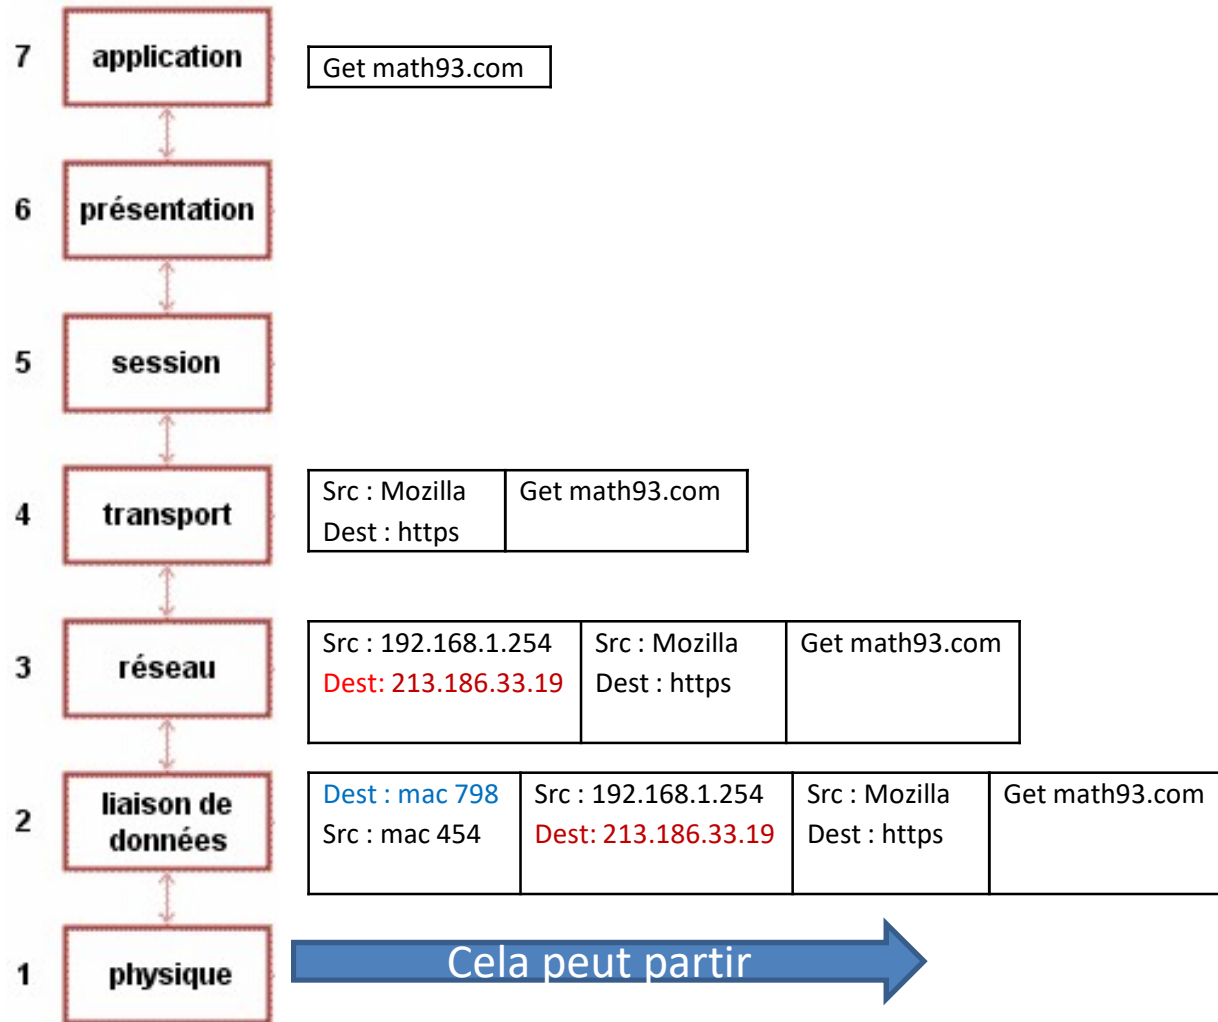 7
application
Get math93.com
6
présentation
5
session
4
transport
Src : Mozilla
Dest : https
Get math93.com
3
réseau
Src : 192.168.1.254
Dest: 213.186.33.19
Src : Mozilla
Dest : https
Get math93.com
2
liaison de
données
Dest : mac 798
Src : mac 454
Src : 192.168.1.254
Dest: 213.186.33.19
Src : Mozilla
Dest : https
Get math93.com
1
physique
Cela peut partir